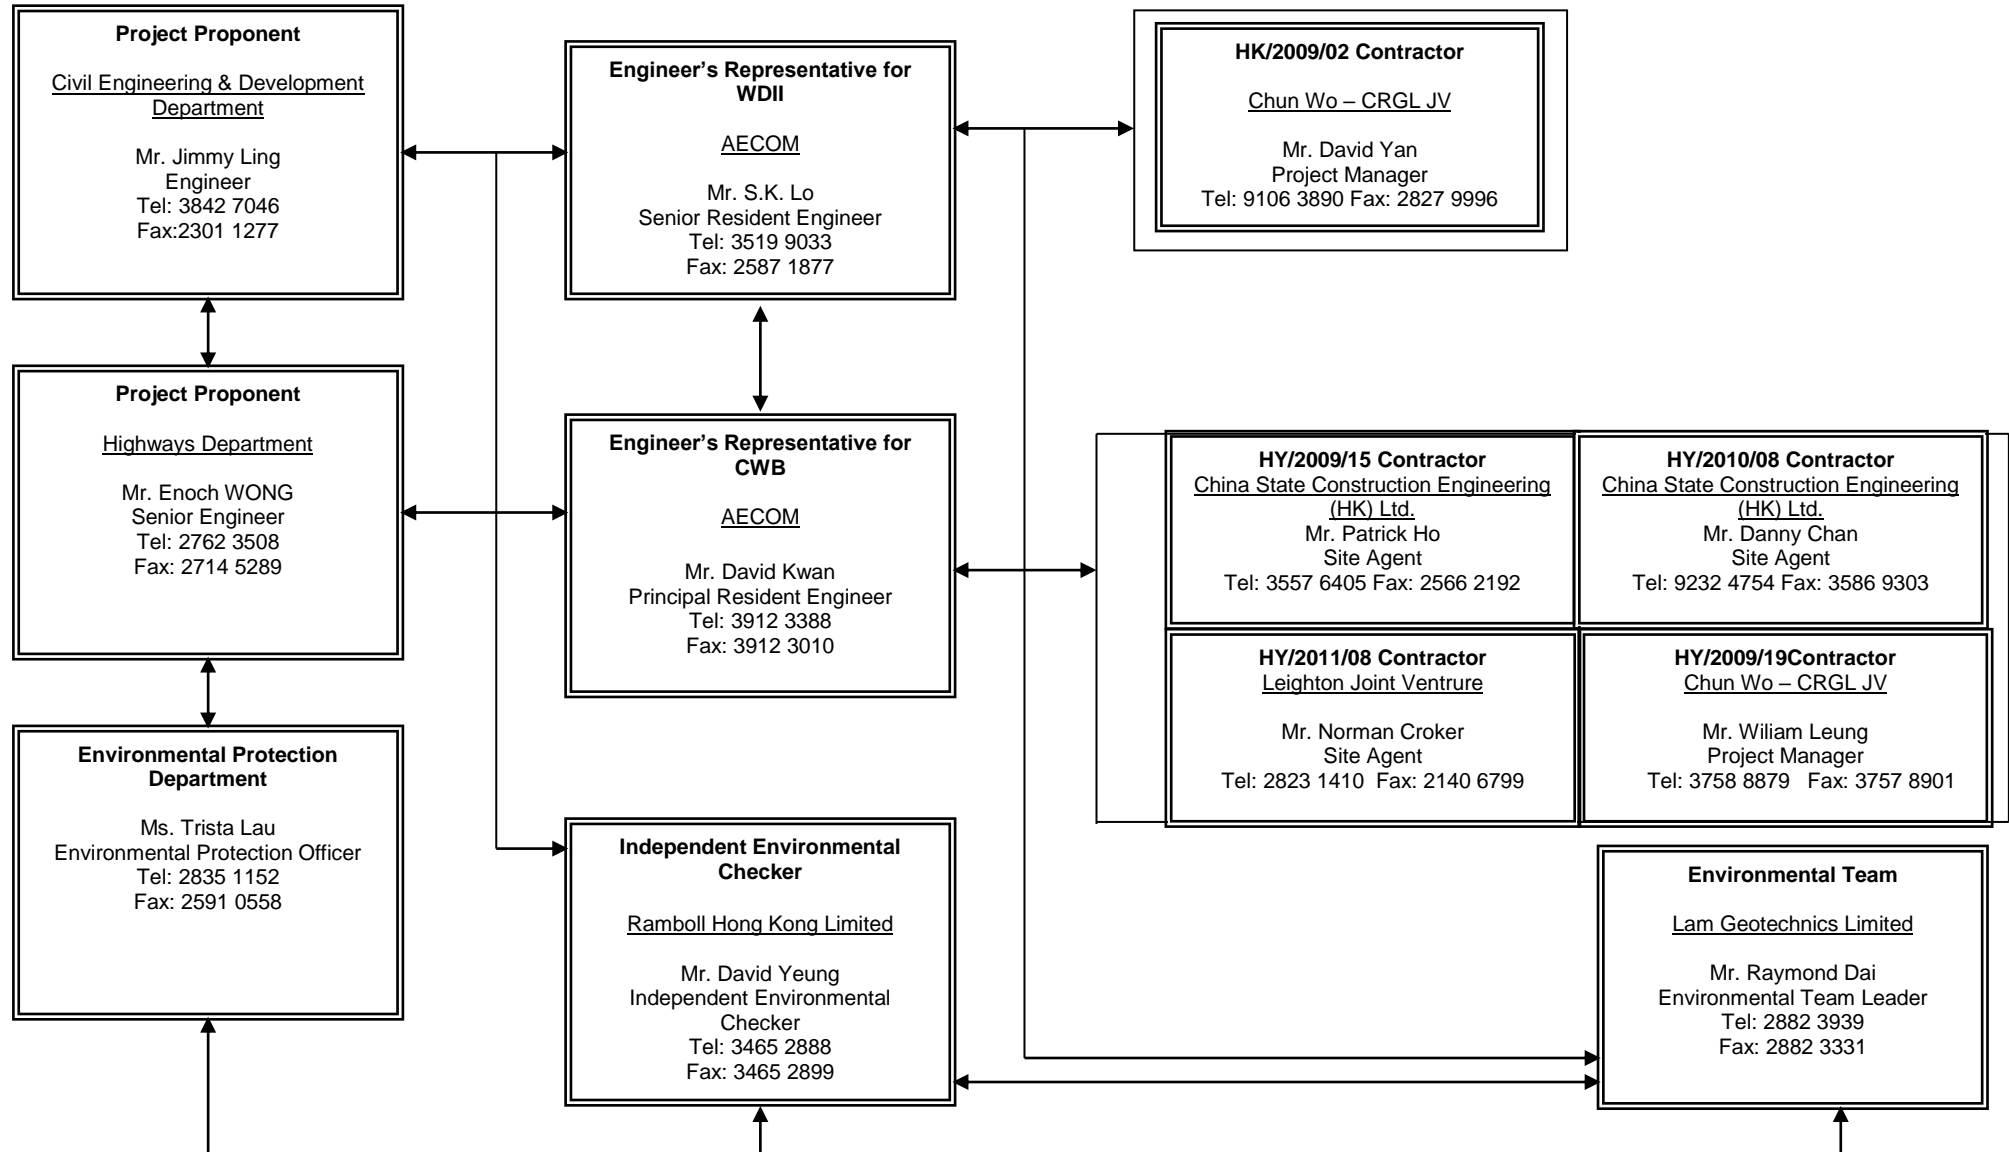 Project Proponent
Civil Engineering & Development
Department
Mr. Jimmy Ling
Engineer
Tel: 3842 7046
Fax:2301 1277
Engineer's Representative for
WDII
AECOM
Mr. S.K. Lo
Senior Resident Engineer
Tel: 3519 9033
Fax: 2587 1877
HK/2009/02 Contractor
Chun Wo – CRGL JV
Mr. David Yan
Project Manager
Tel: 9106 3890 Fax: 2827 9996
Project Proponent
Highways Department
Mr. Enoch WONG
Senior Engineer
Tel: 2762 3508
Fax: 2714 5289
Engineer's Representative for
CWB
AECOM
Mr. David Kwan
Principal Resident Engineer
Tel: 3912 3388
Fax: 3912 3010
HY/2009/15 Contractor
China State Construction Engineering
(HK) Ltd.
Mr. Patrick Ho
Site Agent
Tel: 3557 6405 Fax: 2566 2192
HY/2010/08 Contractor
China State Construction Engineering
(HK) Ltd.
Mr. Danny Chan
Site Agent
Tel: 9232 4754 Fax: 3586 9303
HY/2011/08 Contractor
Leighton Joint Ventrure
Mr. Norman Croker
Site Agent
Tel: 2823 1410  Fax: 2140 6799
HY/2009/19Contractor
Chun Wo – CRGL JV
Mr. Wiliam Leung
Project Manager
Tel: 3758 8879   Fax: 3757 8901
Environmental Protection
Department
Ms. Trista Lau
Environmental Protection Officer
Tel: 2835 1152
Fax: 2591 0558
Independent Environmental
Checker
Ramboll Hong Kong Limited
Mr. David Yeung
Independent Environmental
Checker
Tel: 3465 2888
Fax: 3465 2899
Environmental Team
Lam Geotechnics Limited
Mr. Raymond Dai
Environmental Team Leader
Tel: 2882 3939
Fax: 2882 3331